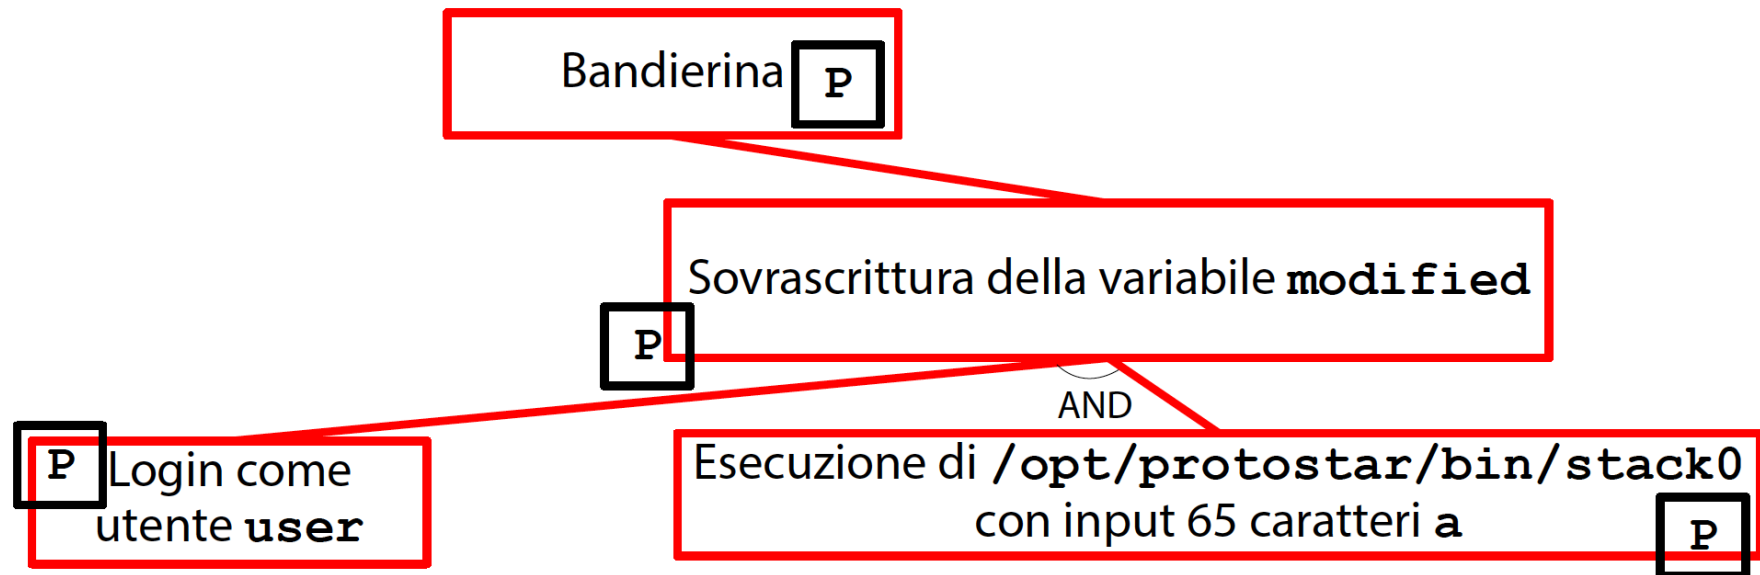 Bandierina P
Sovrascrittura della variabile modified
P
AND
P Login come
utente user
Esecuzione di /opt/protostar/bin/stack0
con input 65 caratteri a
P